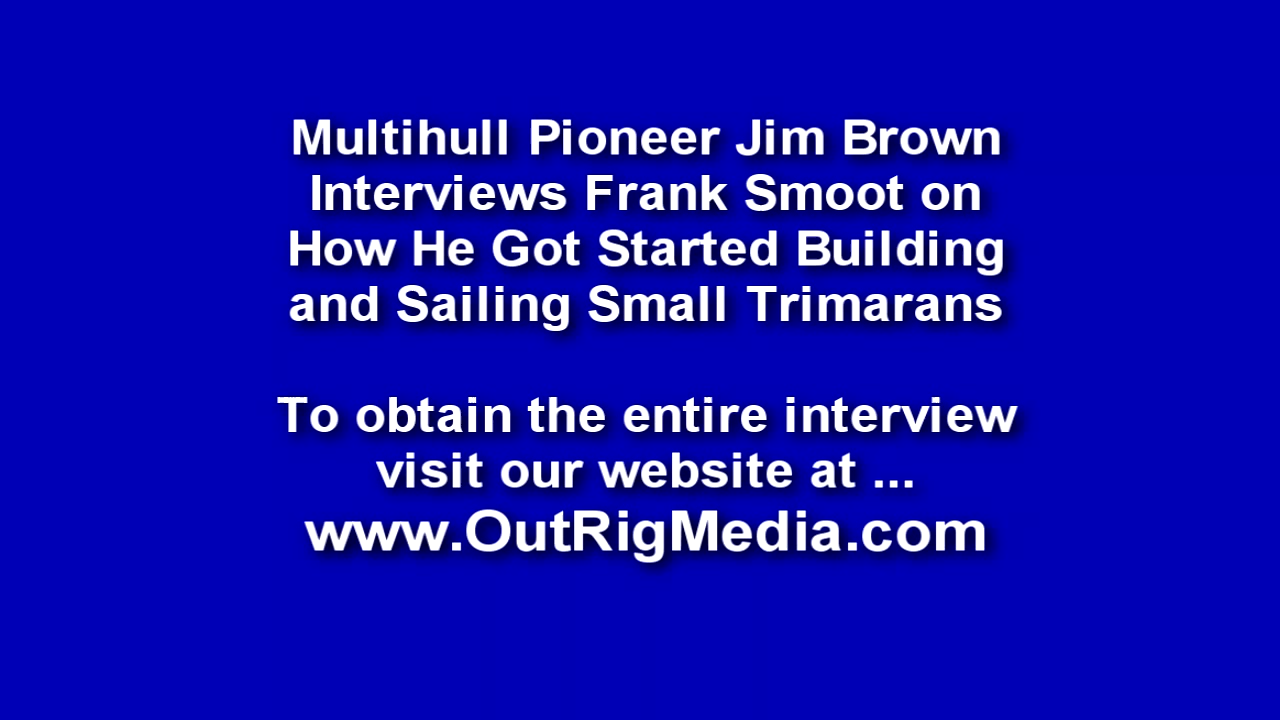 Multihull Pioneer Jim Brown
Interviews Frank Smoot on
How He Got Started Building
and Sailing Small Trimarans
To obtain the entire interview
visit our website at ...
www.OutRigMedia.com